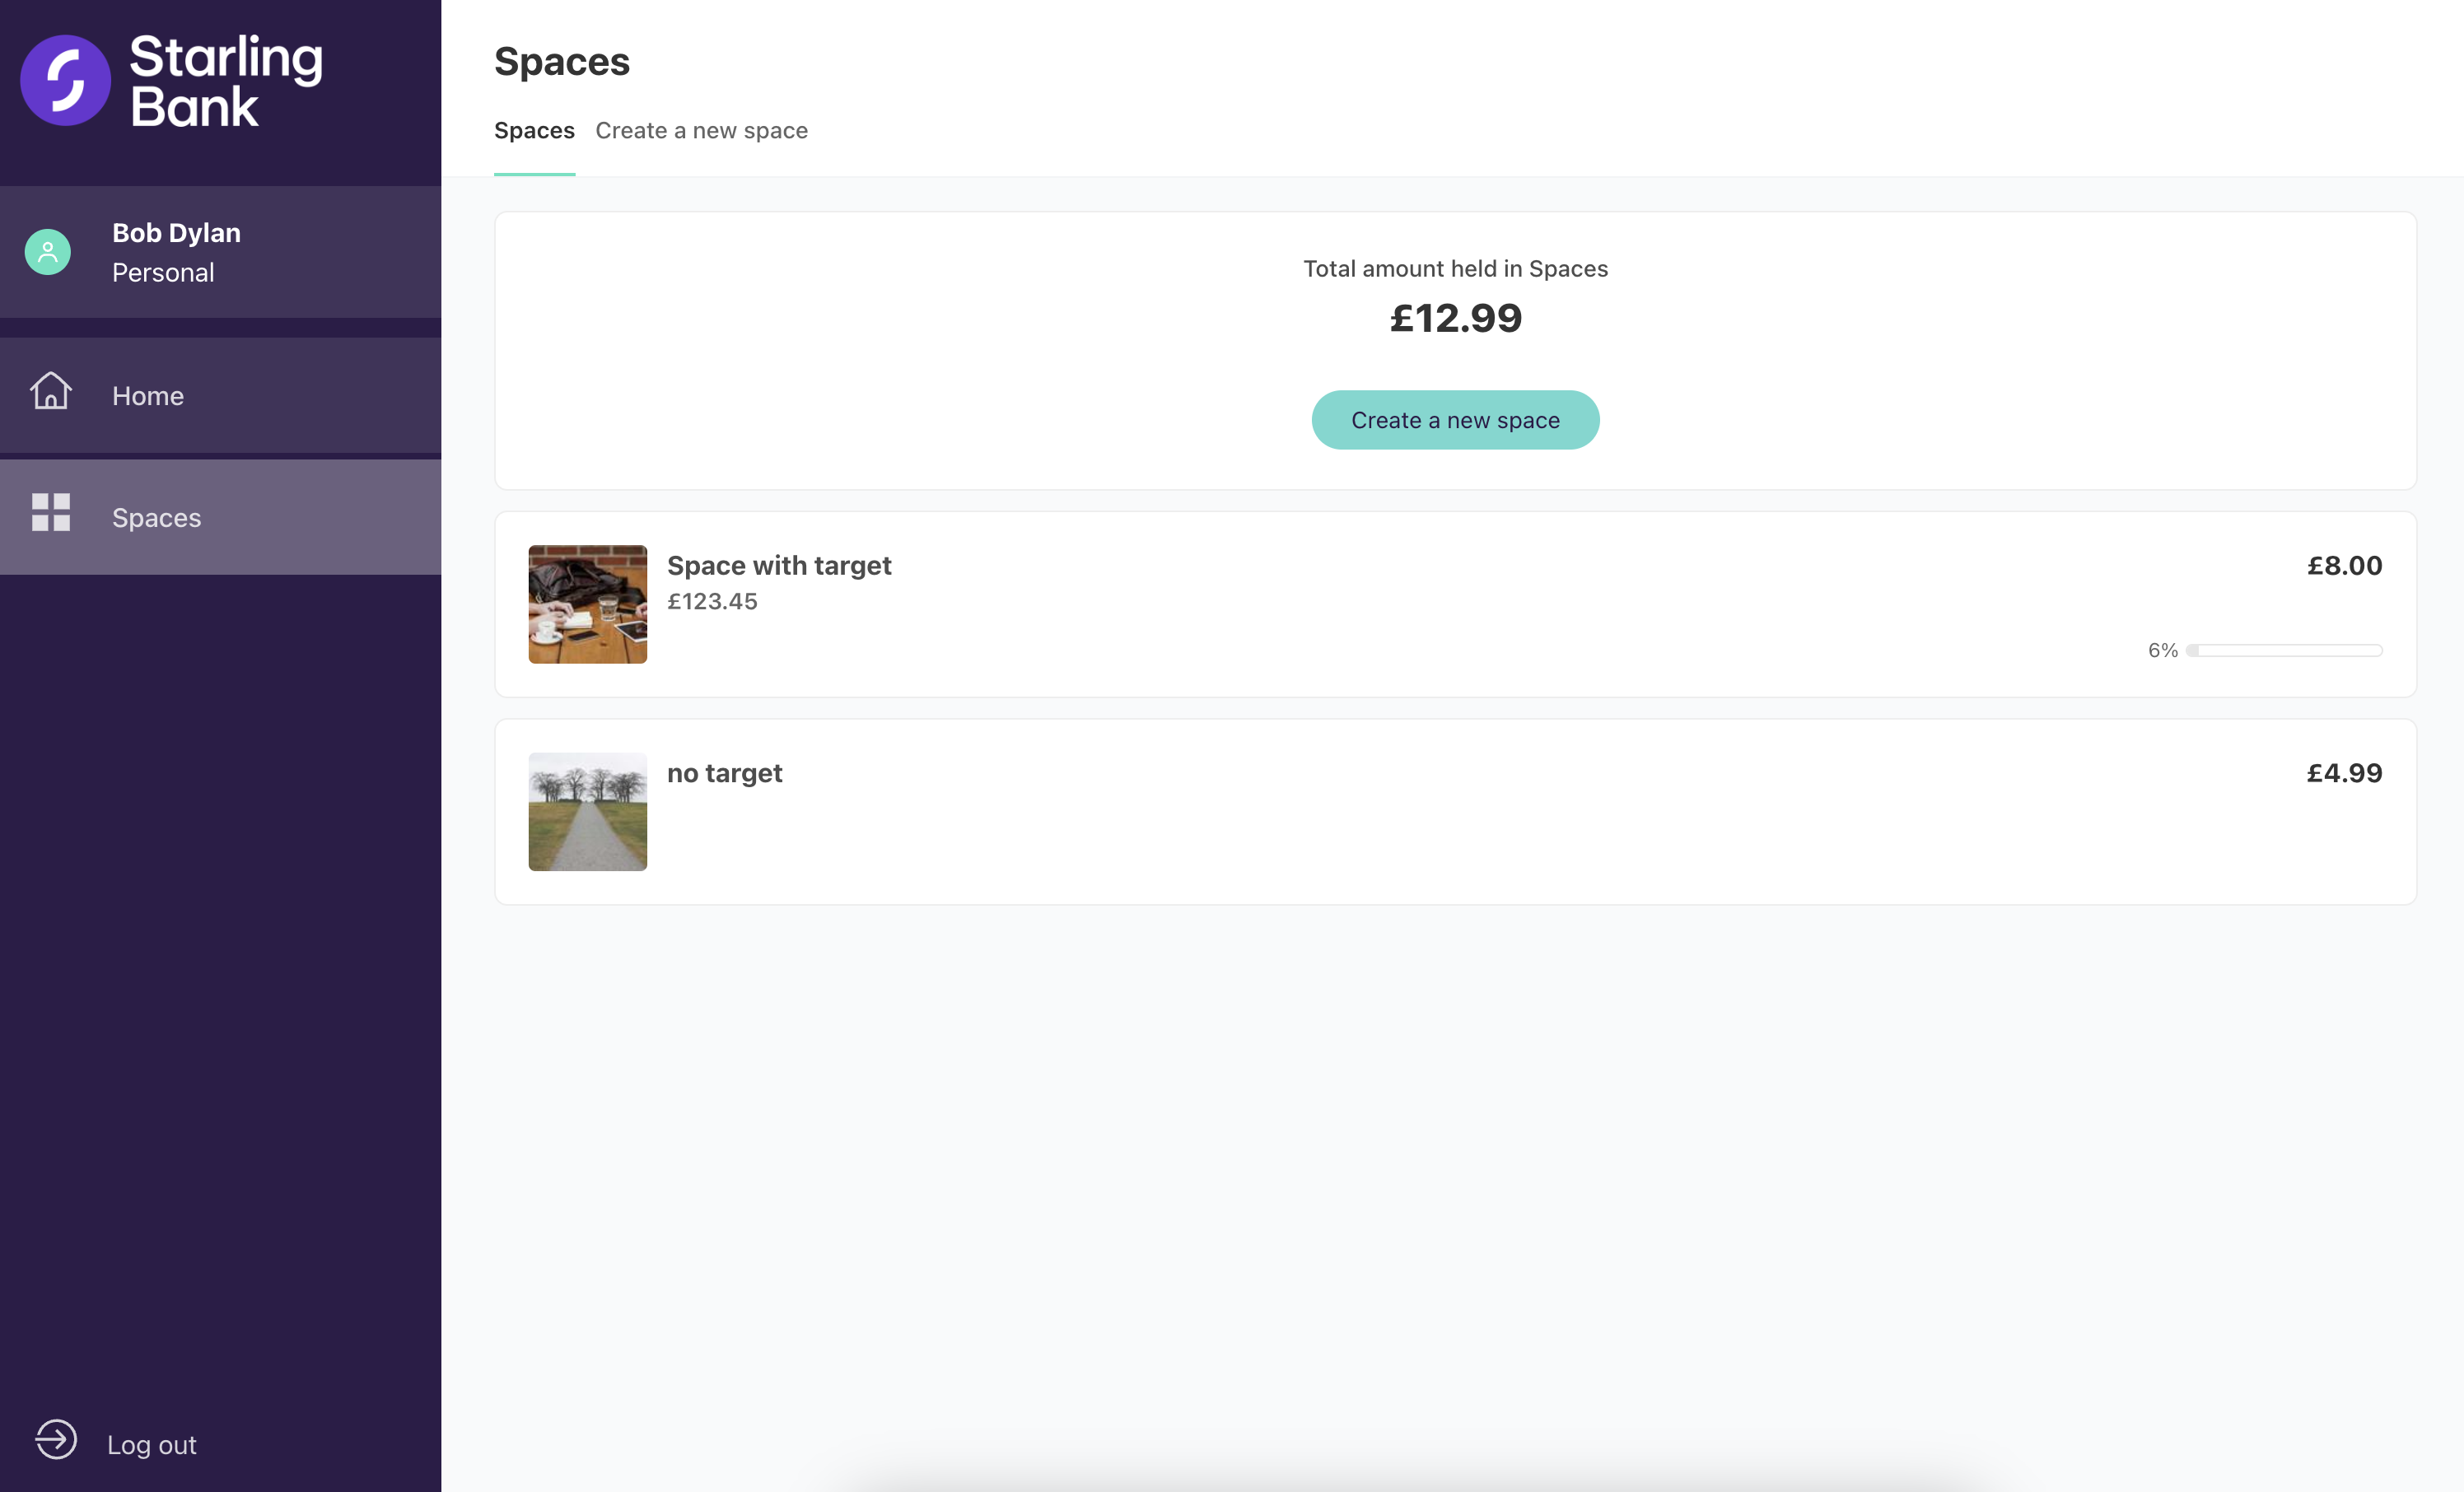 Starling
Bank
Bob Dylan
Personal
Home
Spaces
Log out
Spaces
Spaces Create a new space
Total amount held in Spaces
£12.99
Create a new space
Space with target £8.00
£123.45
6%
no target £4.99